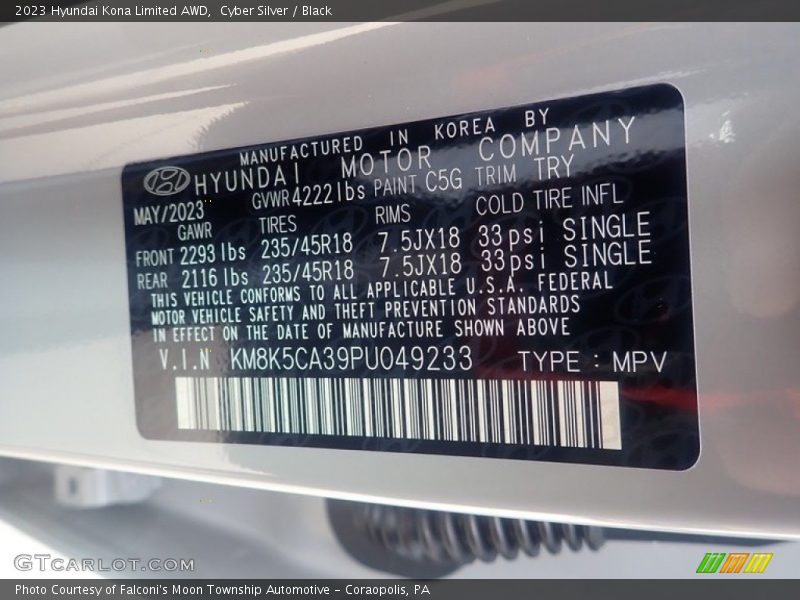 2023 Hyundai Kona Limited AWD, Cyber Silver / Black
MANUFACTURED IN KOREA BY
HYUNDAI MOTOR COMPANY
MAY/2023 GVWR 4222 lbs PAINT C5G TRIM TRY
GAWR TIRES RIMS COLD TIRE INFL
FRONT 2293 lbs 235/45R18 7.5JX18 33 psi SINGLE
REAR 2116 lbs 235/45R18 7.5JX18 33 psi SINGLE
THIS VEHICLE CONFORMS TO ALL APPLICABLE U.S.A. FEDERAL
MOTOR VEHICLE SAFETY AND THEFT PREVENTION STANDARDS
IN EFFECT ON THE DATE OF MANUFACTURE SHOWN ABOVE
V.I.N KM8K5CA39PU049233 TYPE : MPV
GTCARLOT.COM
Photo Courtesy of Falconi's Moon Township Automotive - Coraopolis, PA